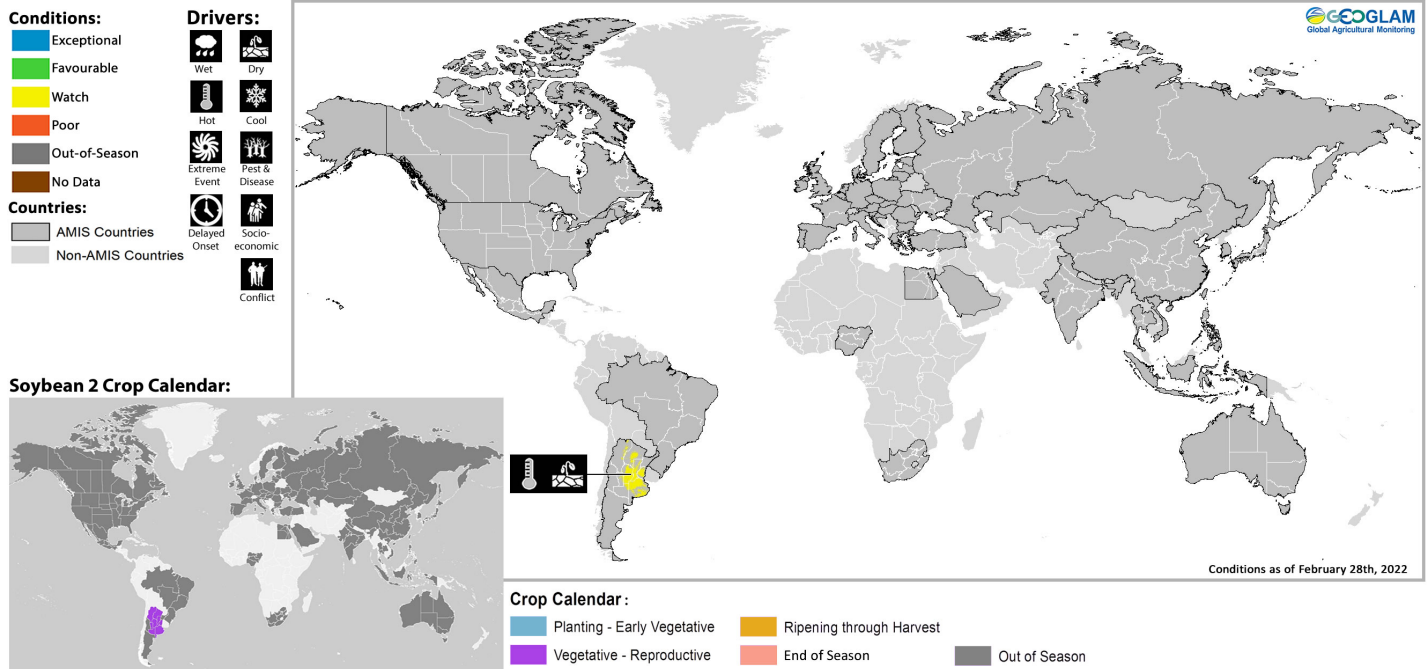 Conditions:
Exceptional
Favourable
Watch
Poor
Out-of-Season
No Data
Countries:
AMIS Countries
Non-AMIS Countries
Drivers:
Wet
Dry
Hot
Cool
Extreme
Event
Pest &
Disease
Delayed
Onset
Socio-
economic
Conflict
GEOGLAM
Global Agricultural Monitoring
Soybean 2 Crop Calendar:
Conditions as of February 28th, 2022
Crop Calendar :
Planting - Early Vegetative
Ripening through Harvest
Vegetative - Reproductive
End of Season
Out of Season